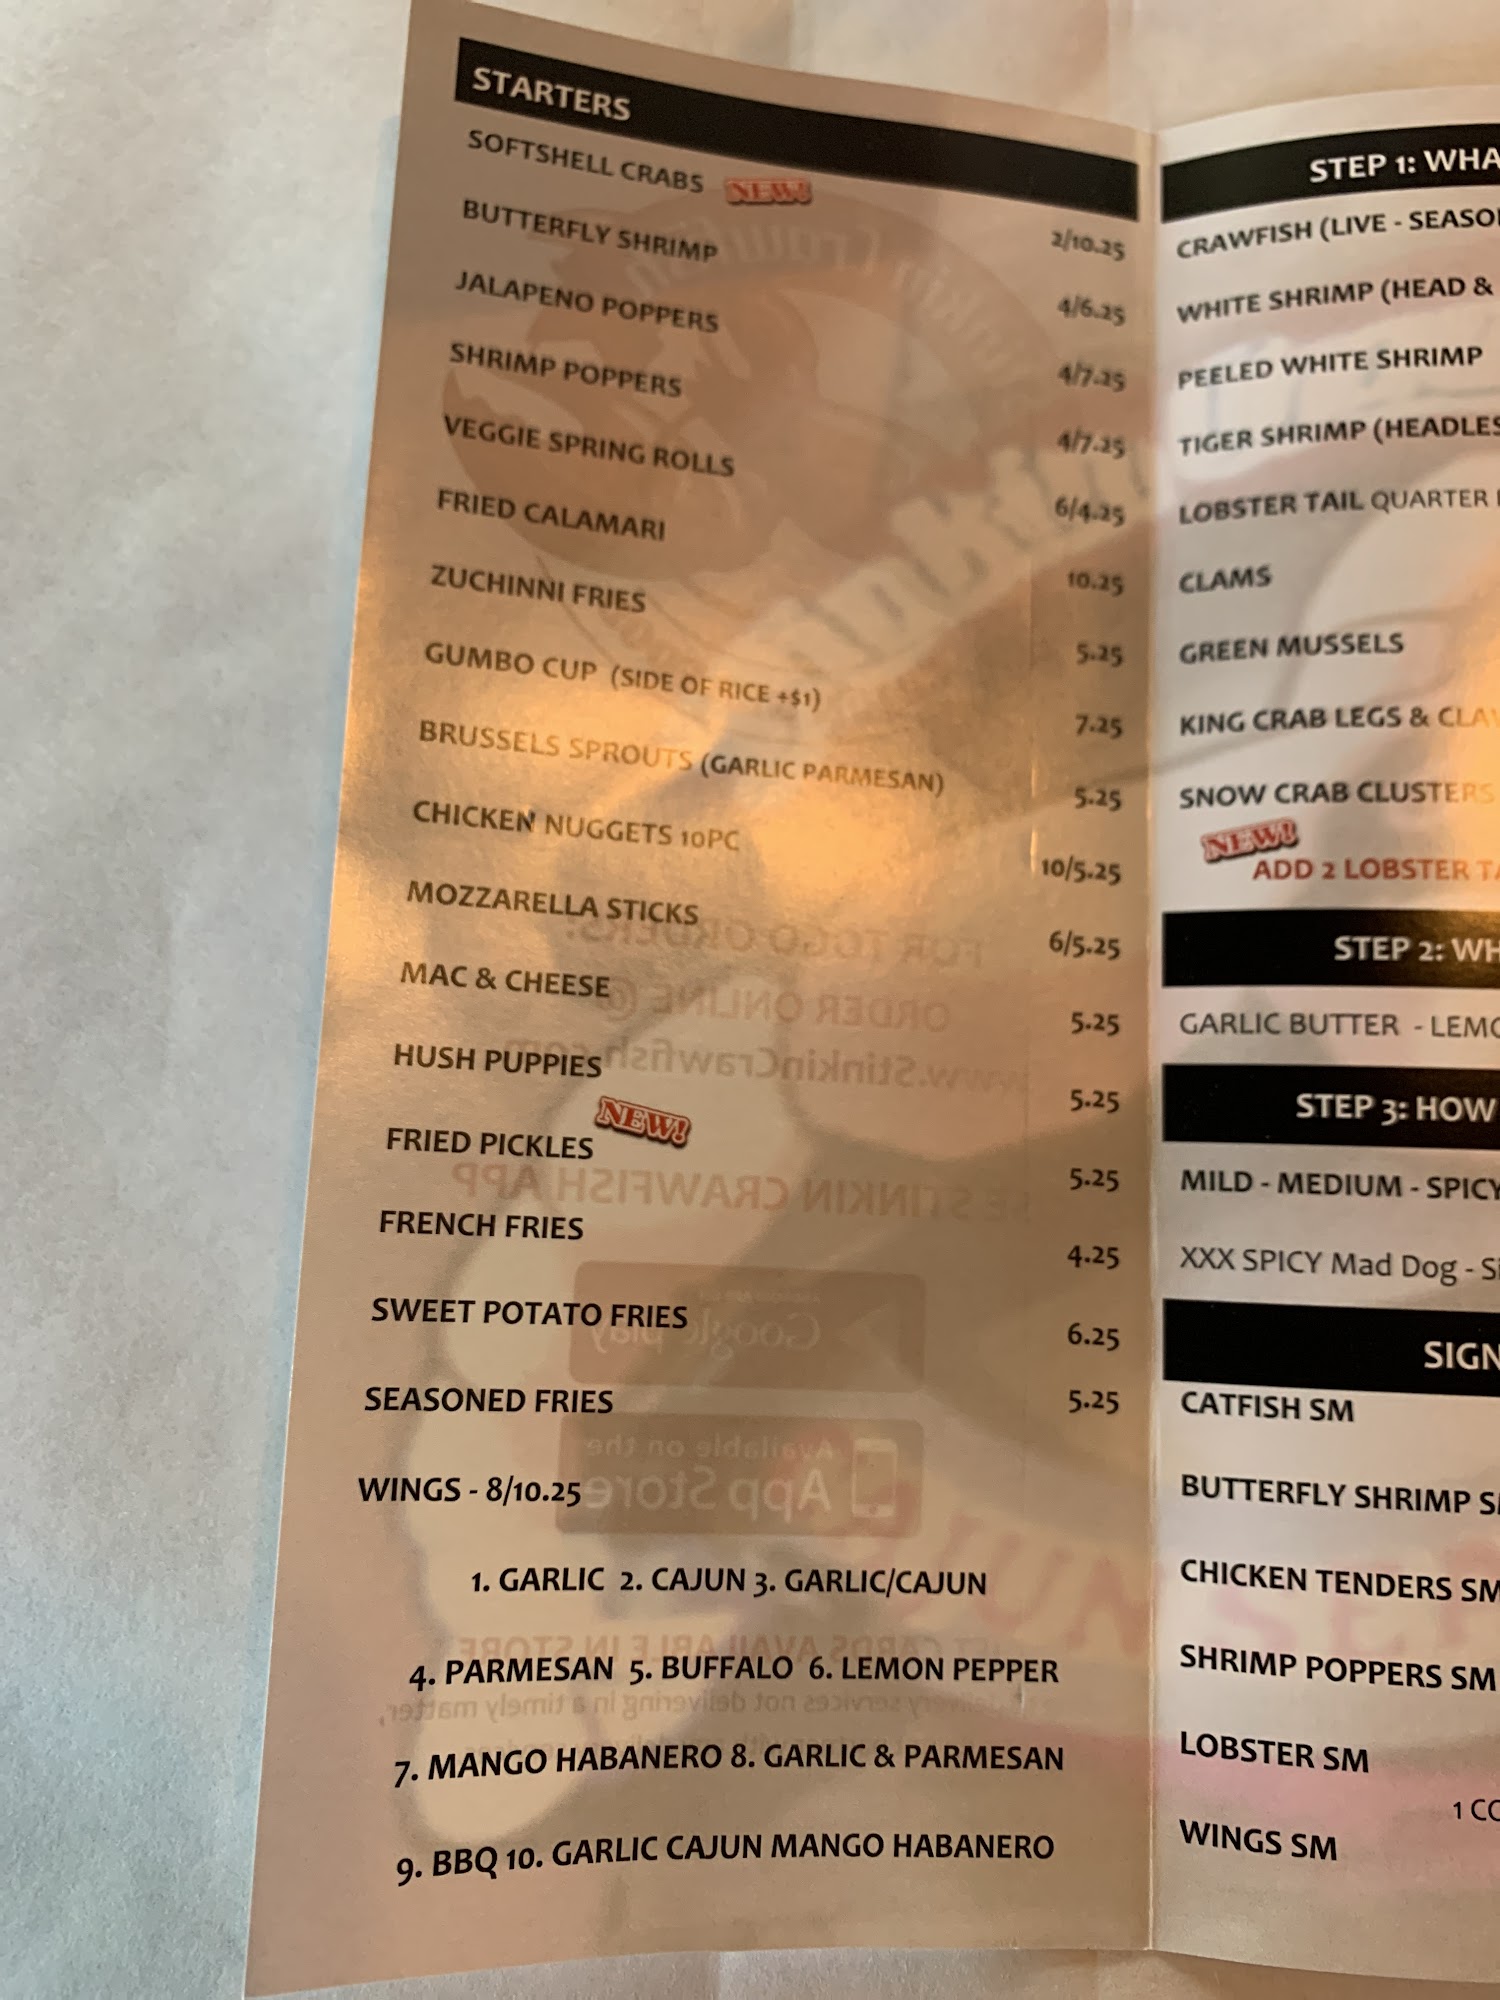 STARTERS
SOFTSHELL CRABS NEW! 2/10.25
BUTTERFLY SHRIMP 4/6.25
JALAPENO POPPERS 4/7.25
SHRIMP POPPERS 4/7.25
VEGGIE SPRING ROLLS 6/4.25
FRIED CALAMARI 10.25
ZUCHINNI FRIES 5.25
GUMBO CUP (SIDE OF RICE +$1) 7.25
BRUSSELS SPROUTS (GARLIC PARMESAN) 5.25
CHICKEN NUGGETS 10PC 10/5.25
MOZZARELLA STICKS 6/5.25
MAC & CHEESE 5.25
HUSH PUPPIES 5.25
FRIED PICKLES NEW! 5.25
FRENCH FRIES 4.25
SWEET POTATO FRIES 6.25
SEASONED FRIES 5.25
WINGS - 8/10.25
1. GARLIC 2. CAJUN 3. GARLIC/CAJUN
4. PARMESAN 5. BUFFALO 6. LEMON PEPPER
7. MANGO HABANERO 8. GARLIC & PARMESAN
9. BBQ 10. GARLIC CAJUN MANGO HABANERO
STEP 1:
CRAWFISH (LIVE -
WHITE SHRIMP (HEAD &
PEELED WHITE SHRIMP
TIGER SHRIMP
LOBSTER TAIL QUARTER
CLAMS
GREEN MUSSELS
KING CRAB LEGS &
SNOW CRAB CLUSTERS
NEW!
ADD 2 LOBSTER
STEP 2:
GARLIC BUTTER -
STEP 3: HOW
MILD - MEDIUM - SPICY
XXX SPICY Mad Dog -
CATFISH SM
BUTTERFLY SHRIMP
CHICKEN TENDERS SM
SHRIMP POPPERS SM
LOBSTER SM
1
WINGS SM